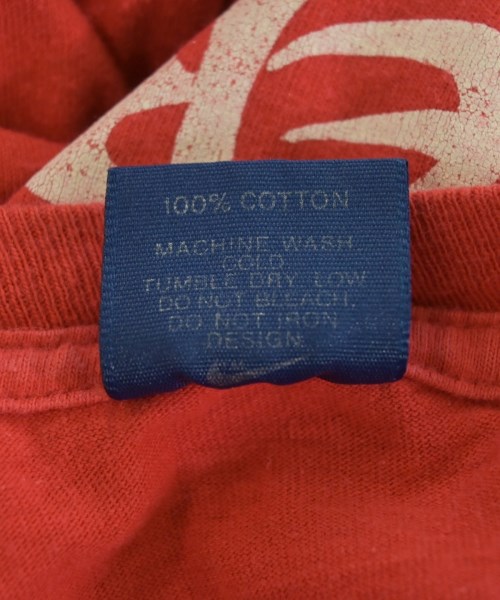 100% COTTON
MACHINE WASH
COLD.
TUMBLE DRY LOW
DO NOT BLEACH.
DO NOT IRON
DESIGN